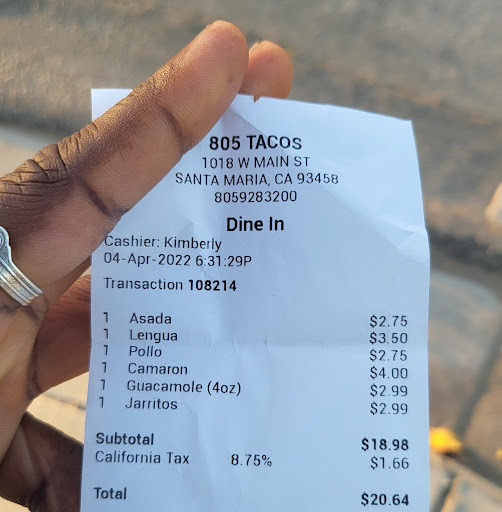 805 TACOS
1018 W MAIN ST
SANTA MARIA, CA 93458
8059283200
Dine In
Cashier: Kimberly
04-Apr-2022 6:31:29P
Transaction 108214
1 Asada $2.75
1 Lengua $3.50
1 Pollo $2.75
1 Camaron $4.00
1 Guacamole (4oz) $2.99
1 Jarritos $2.99
Subtotal $18.98
California Tax 8.75% $1.66
Total $20.64